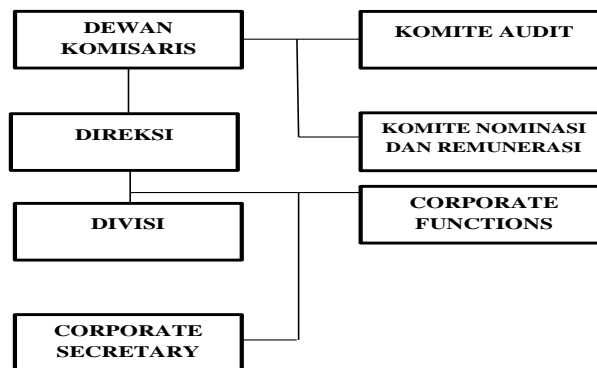 DEWAN
KOMISARIS
KOMITE AUDIT
DIREKSI
KOMITE NOMINASI
DAN REMUNERASI
DIVISI
CORPORATE
FUNCTIONS
CORPORATE
SECRETARY